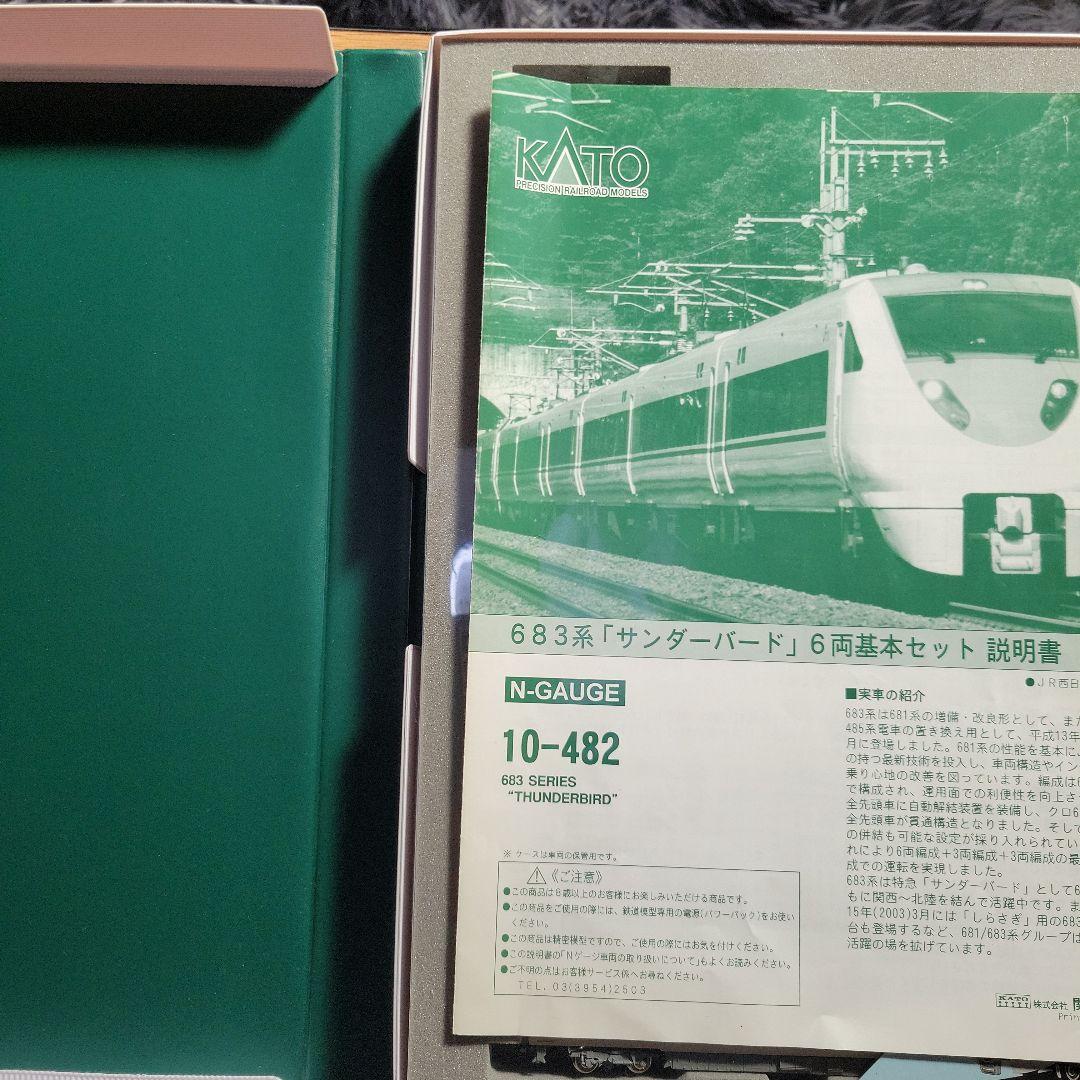 KATO
PRECISION RAILROAD MODELS
683系「サンダーバード」6両基本セット 説明書
●JR西日
N-GAUGE
10-482
683 SERIES
"THUNDERBIRD"
■実車の紹介
683系は681系の増備・改良形として、また
485系電車の置き換え用として、平成13年
月に登場しました。681系の性能を基本に
の持つ最新技術を投入し、車両構造やイン
乗り心地の改善を図っています。編成は
で構成され、運用面での利便性を向上さ
全先頭車に自動解結装置を装備し、クロ6
全先頭車が貫通構造となりました。そして
の併結も可能な設定が採り入れられてい
れにより6両編成+3両編成+3両編成の最
成での運転を実現しました。
683系は特急「サンダーバード」として6
もに関西〜北陸を結んで活躍中です。ま
15年(2003)3月には「しらさぎ」用の683
台も登場するなど、681/683系グループは
活躍の場を拡げています。
※ ケースは車両の保管用です。
⚠《ご注意》
●この商品は8歳以上のお客様にお楽しみいただける商品です。
●この商品をご使用の際には、鉄道模型専用の電源(パワーパック)をお使い
ください。
●この商品は精密模型ですので、ご使用の際にはお気を付けください。
●この説明書の「Nゲージ車両の取り扱いについて」もよくお読みください。
●ご不明の点はお客様サービス係へお尋ねください。
TEL. 03(3954)2503
KATO 株式会社
Prin